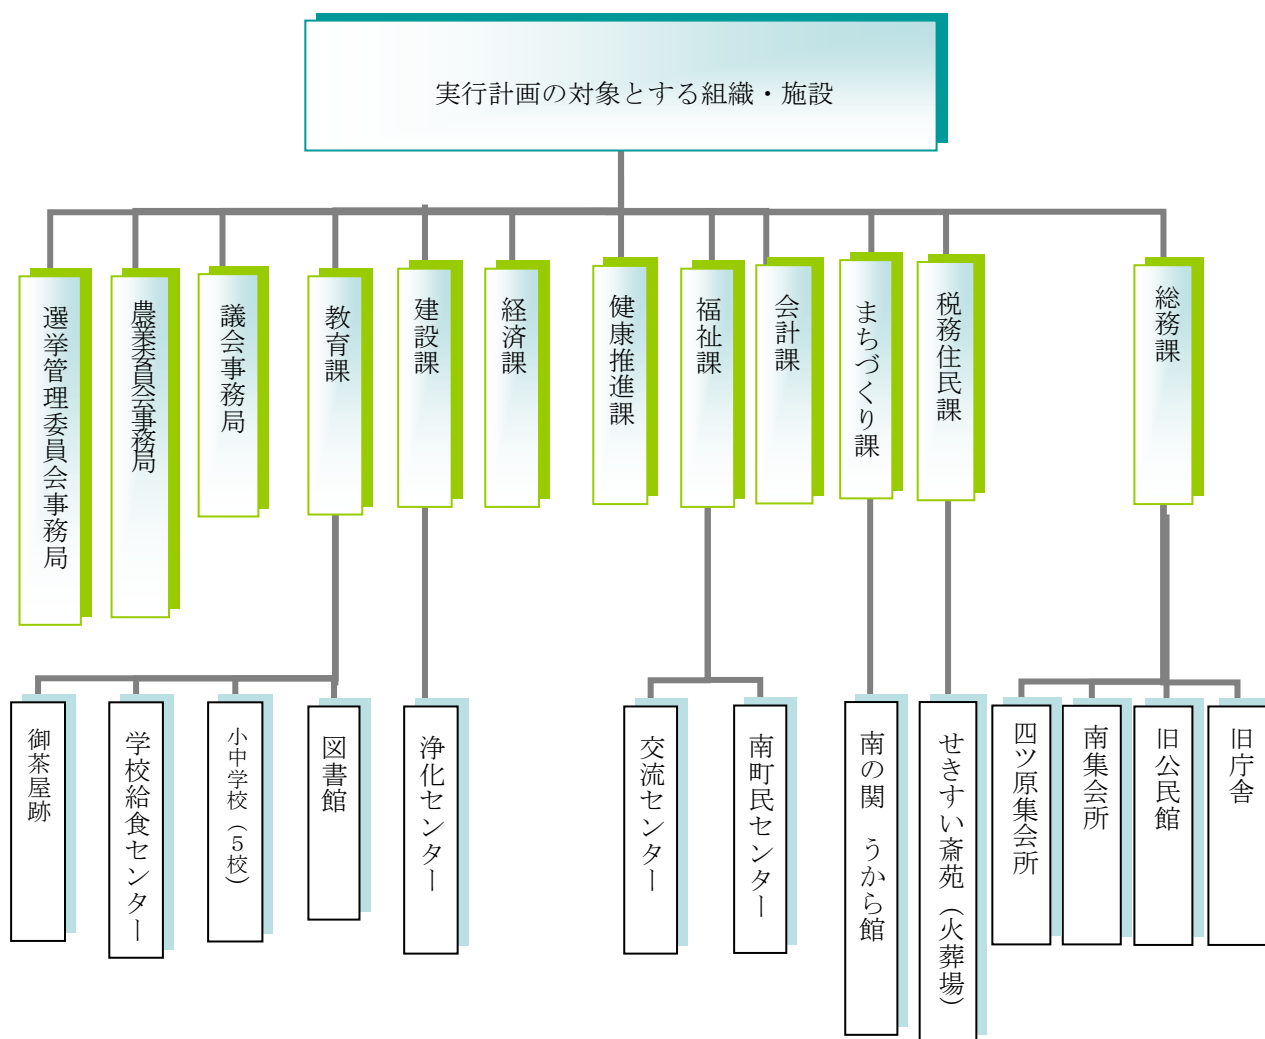 実行計画の対象とする組織・施設
選挙管理委員会事務局
農業委員会事務局
議会事務局
教育課
建設課
経済課
健康推進課
福祉課
会計課
まちづくり課
税務住民課
総務課
御茶屋跡
学校給食センター
小中学校（５校）
図書館
浄化センター
交流センター
南町民センター
南の関　うから館
せきすい斎苑（火葬場）
四ツ原集会所
南集会所
旧公民館
旧庁舎